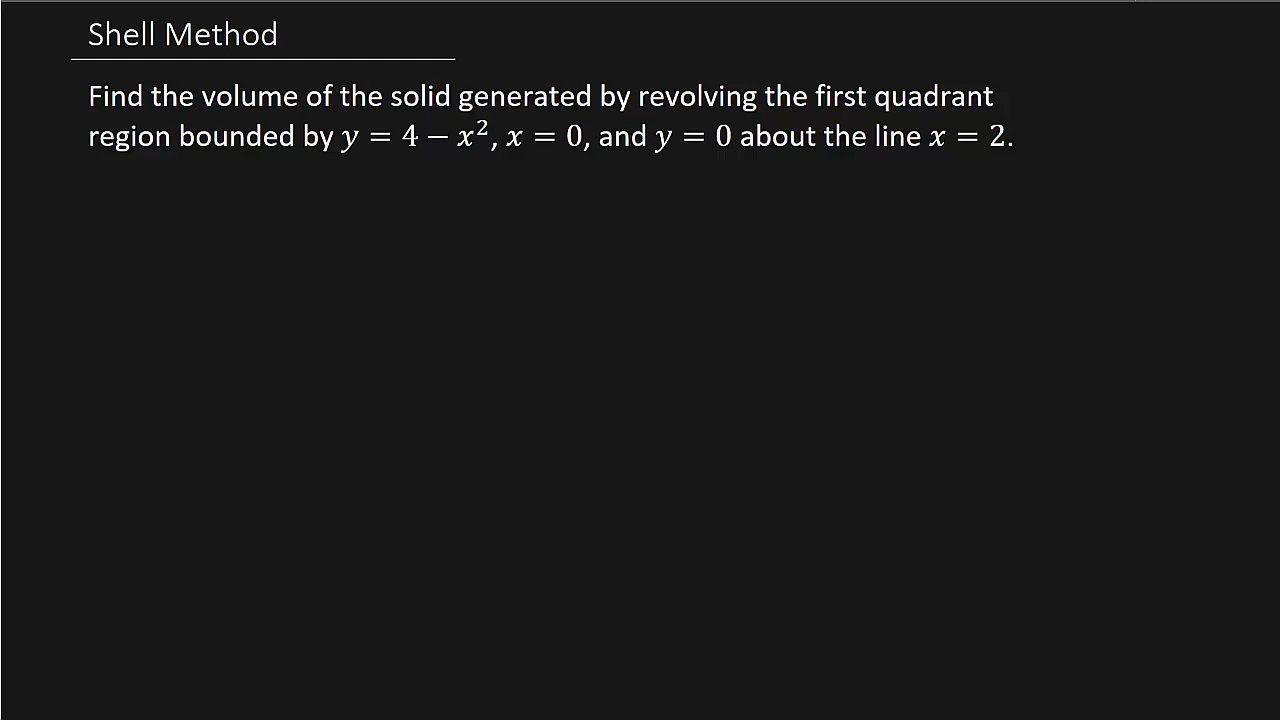 Shell Method
Find the volume of the solid generated by revolving the first quadrant
region bounded by y = 4 − x², x = 0, and y = 0 about the line x = 2.